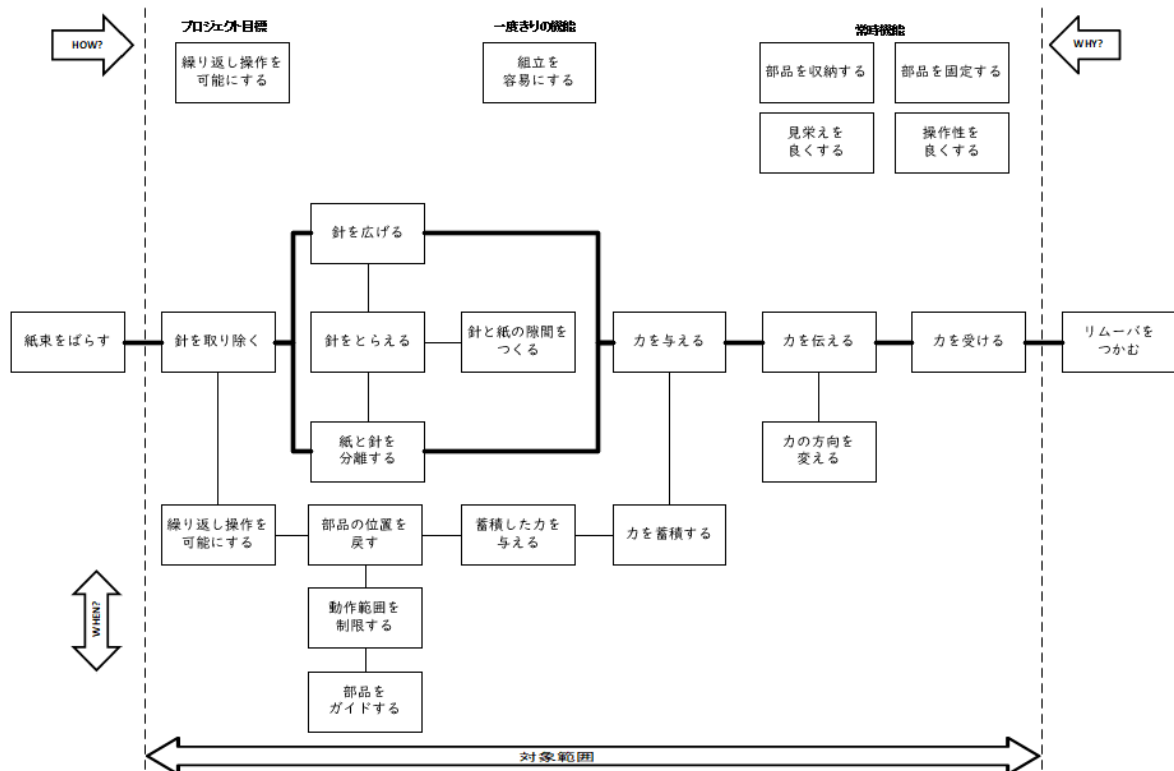 HOW?
プロジェクト目標
一度きりの機能
常時機能
WHY?
繰り返し操作を
可能にする
組立を
容易にする
部品を収納する
部品を固定する
見栄えを
良くする
操作性を
良くする
針を広げる
紙束をばらす
針を取り除く
針をとらえる
針と紙の隙間を
つくる
力を与える
力を伝える
力を受ける
リムーバを
つかむ
紙と針を
分離する
力の方向を
変える
繰り返し操作を
可能にする
部品の位置を
戻す
蓄積した力を
与える
力を蓄積する
WHEN?
動作範囲を
制限する
部品を
ガイドする
対象範囲